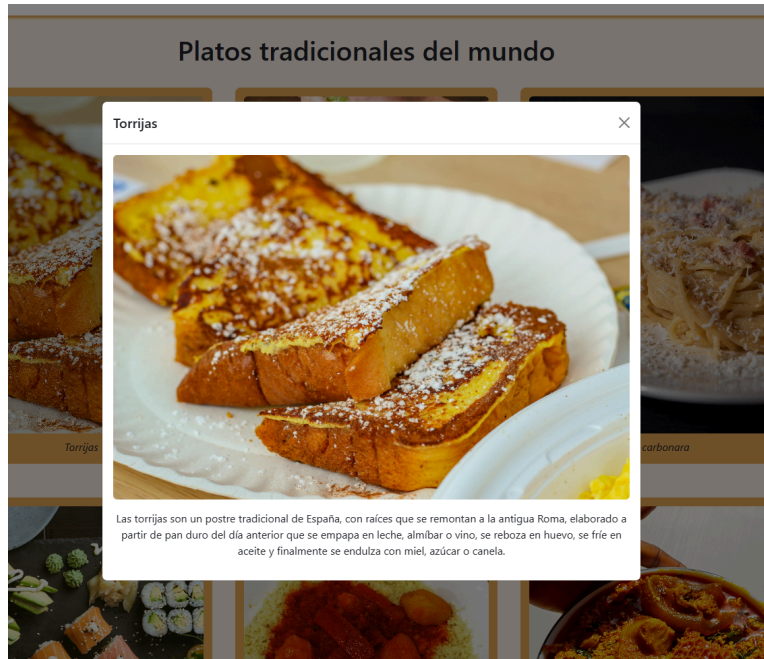 Platos tradicionales del mundo
Torrijas
Las torrijas son un postre tradicional de España, con raíces que se remontan a la antigua Roma, elaborado a
partir de pan duro del día anterior que se empapa en leche, almíbar o vino, se reboza en huevo, se fríe en
aceite y finalmente se endulza con miel, azúcar o canela.
Torrijas
carbonara